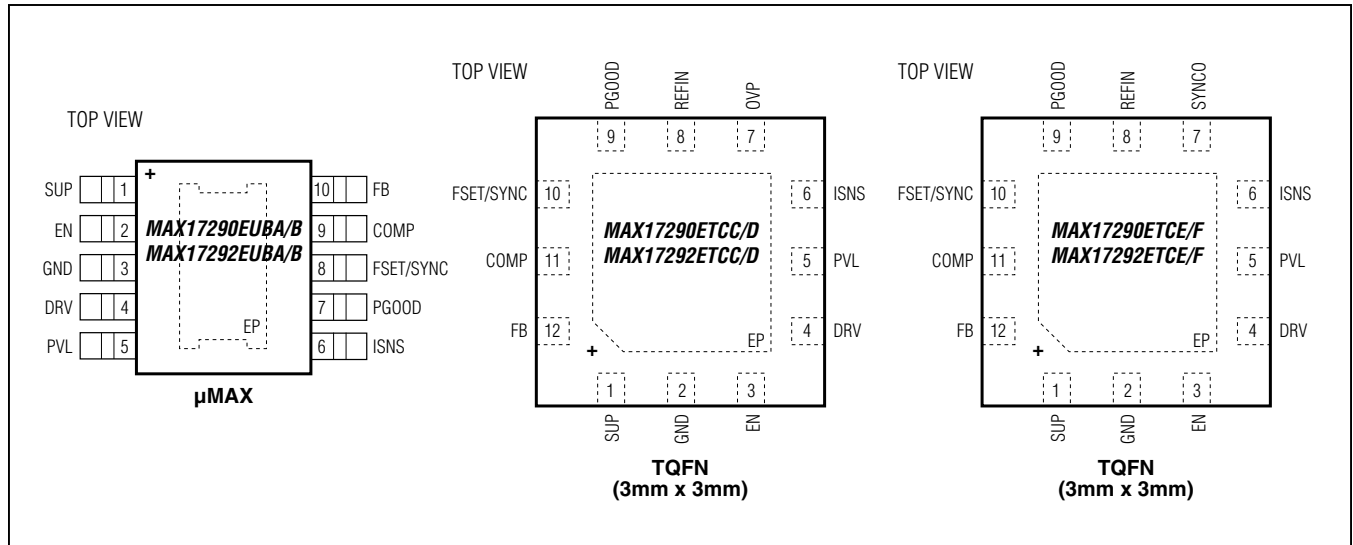 TOP VIEW
SUP 1
EN 2
GND 3
DRV 4
PVL 5
+
MAX17290EUBA/B
MAX17292EUBA/B
EP
10 FB
9 COMP
8 FSET/SYNC
7 PGOOD
6 ISNS
µMAX
TOP VIEW
PGOOD REFIN OVP
9 8 7
FSET/SYNC 10
COMP 11
FB 12
MAX17290ETCC/D
MAX17292ETCC/D
6 ISNS
5 PVL
4 DRV
+
EP
1 2 3
SUP GND EN
TQFN
(3mm x 3mm)
TOP VIEW
PGOOD REFIN SYNCO
9 8 7
FSET/SYNC 10
COMP 11
FB 12
MAX17290ETCE/F
MAX17292ETCE/F
6 ISNS
5 PVL
4 DRV
+
EP
1 2 3
SUP GND EN
TQFN
(3mm x 3mm)